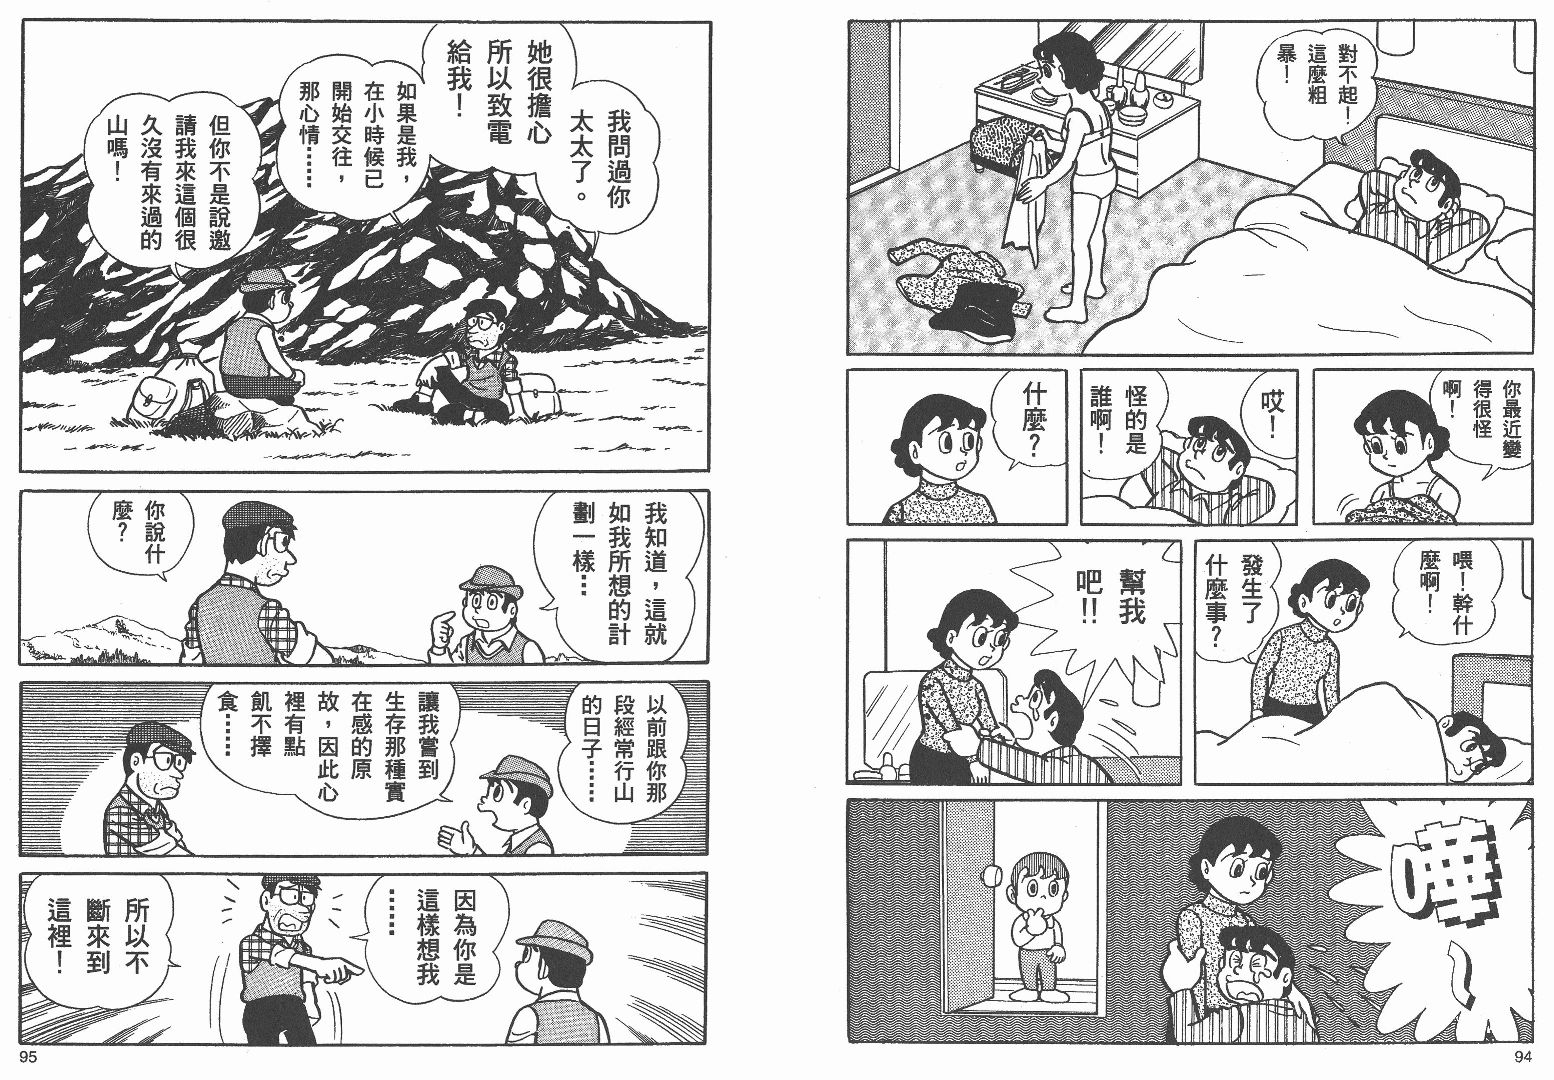 對不起!
這麼粗
暴!
你最近變
得很怪
啊!
哎!
怪的是
誰啊!
什麼?
喂!幹什
麼啊!
發生了
什麼事?
幫我
吧!!
嘩~
94
我問過你
太太了。
她很擔心
所以致電
給我!
如果是我,
在小時候已
開始交往,
那心情……
但你不是說邀
請我來這個很
久沒有來過的
山嗎!
我知道,這就
如我所想的計
劃一樣…
你說什
麼?
以前跟你那
段經常行山
的日子……
讓我嘗到
生存那種實
在感的原
故,因此心
裡有點
飢不擇
食……
因為你是
這樣想我
……
所以不
斷來到
這裡!
95